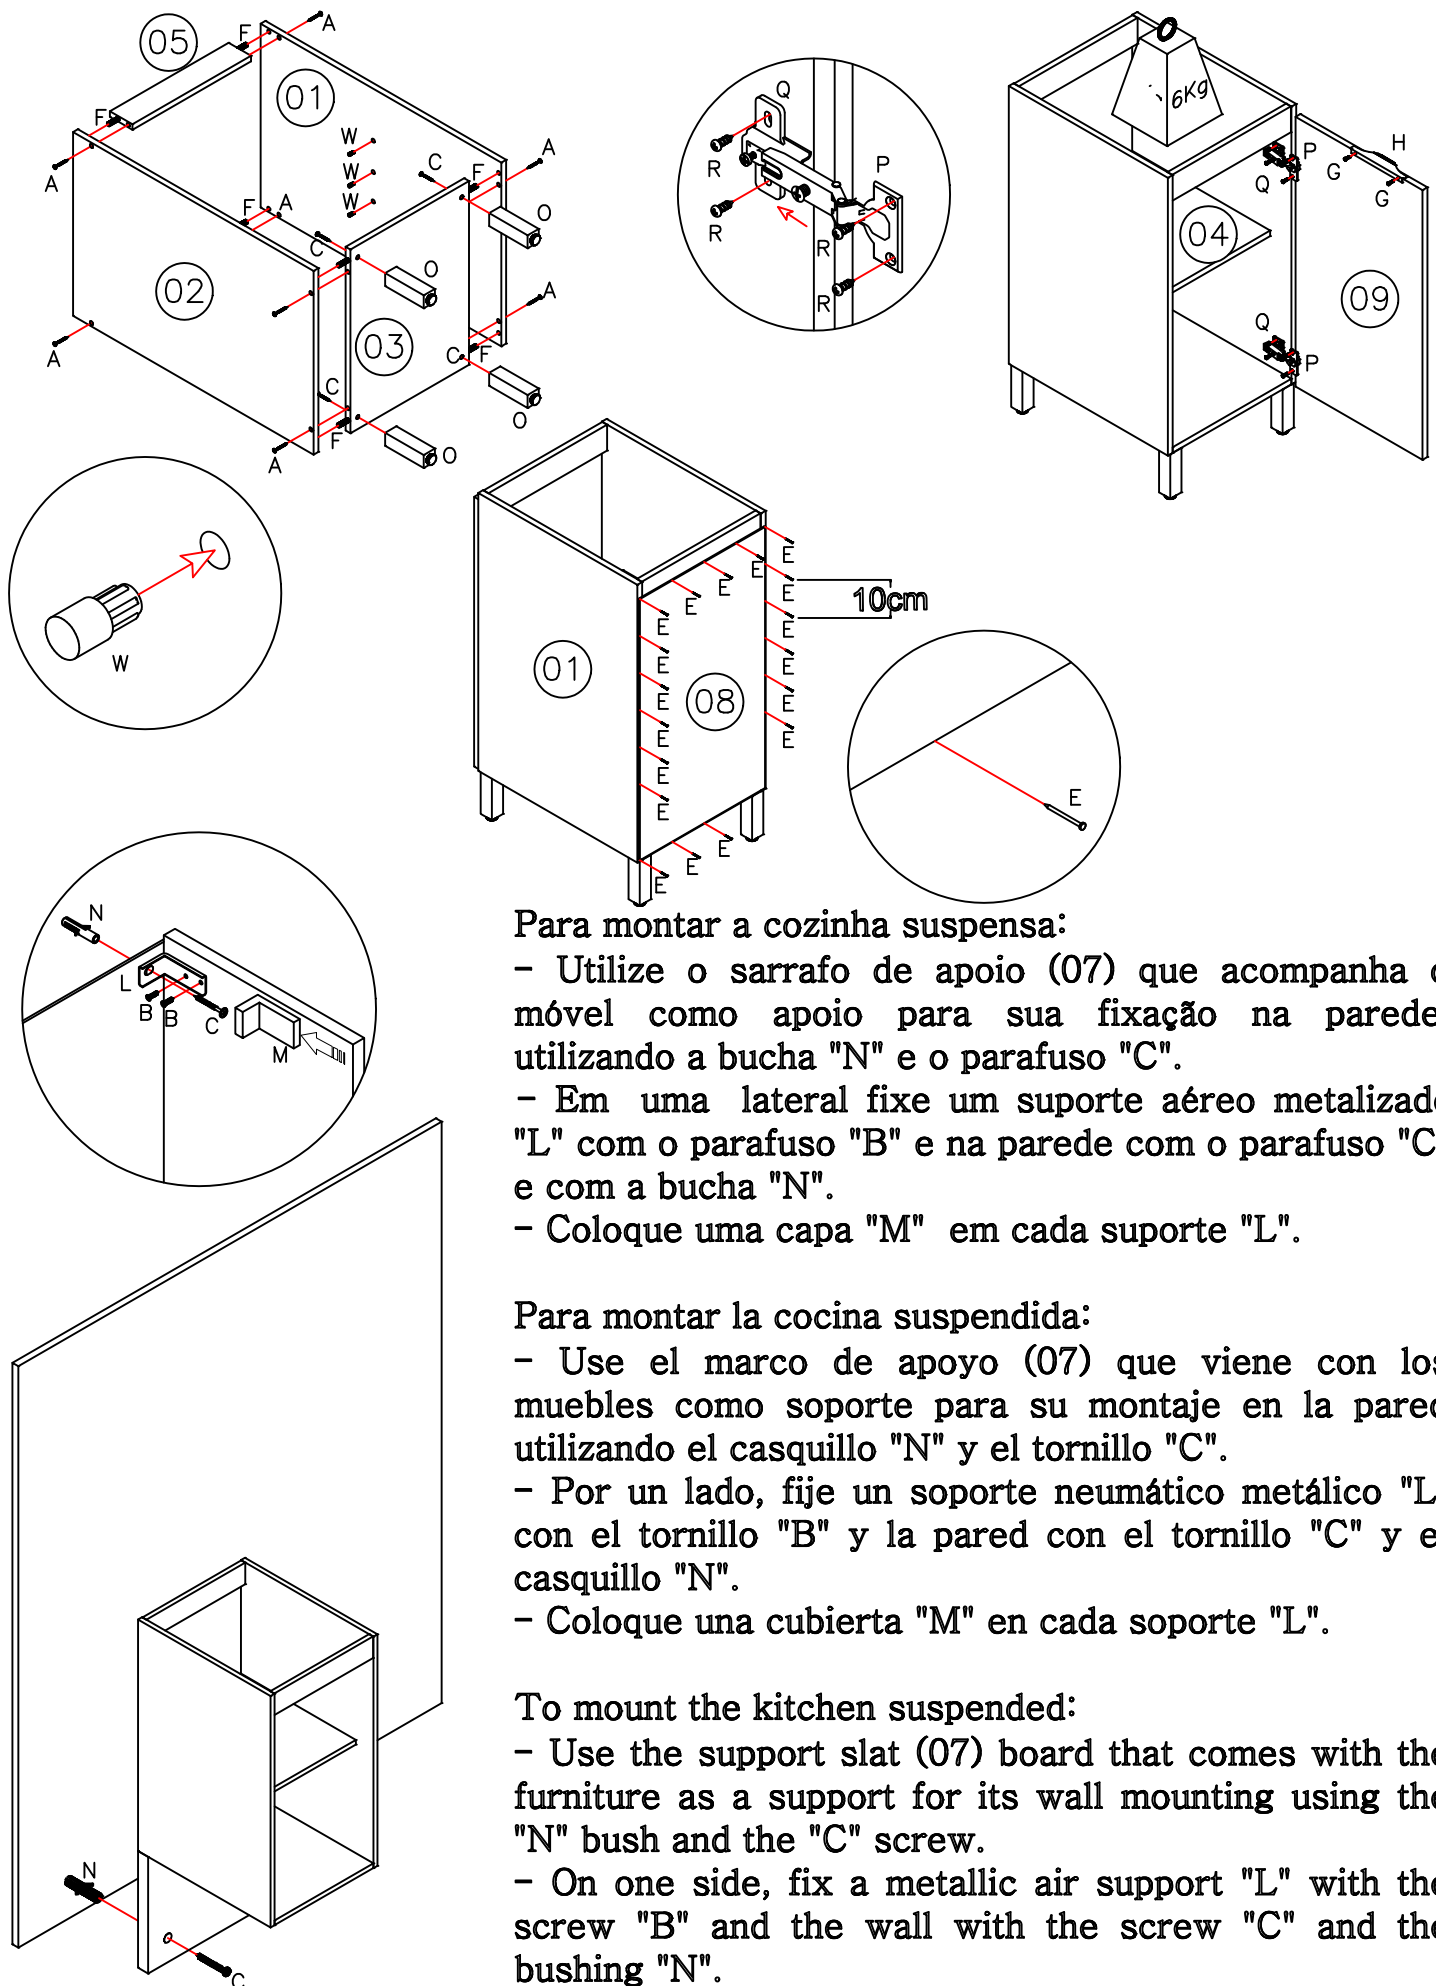 05
F
A
01
F
W
A
C
A
F
W
A
W
F
A
O
C
02
O
A
03
A
C
F
C
O
O
F
A
O
Q
R
P
R
R
R
6Kg
H
P
G
Q
G
04
09
Q
P
W
E
E
E
E
E
10cm
E
E
E
E
01
E
E
E
08
E
E
E
E
E
E
E
E
E
E
N
L
B B
C
M
Para montar a cozinha suspensa:
- Utilize o sarrafo de apoio (07) que acompanha o
móvel como apoio para sua fixação na parede
utilizando a bucha "N" e o parafuso "C".
- Em uma lateral fixe um suporte aéreo metalizado
"L" com o parafuso "B" e na parede com o parafuso "C
e com a bucha "N".
- Coloque uma capa "M" em cada suporte "L".
Para montar la cocina suspendida:
- Use el marco de apoyo (07) que viene con los
muebles como soporte para su montaje en la pared
utilizando el casquillo "N" y el tornillo "C".
- Por un lado, fije un soporte neumático metálico "L
con el tornillo "B" y la pared con el tornillo "C" y el
casquillo "N".
- Coloque una cubierta "M" en cada soporte "L".
To mount the kitchen suspended:
- Use the support slat (07) board that comes with the
furniture as a support for its wall mounting using the
"N" bush and the "C" screw.
- On one side, fix a metallic air support "L" with the
screw "B" and the wall with the screw "C" and the
bushing "N".
N
C